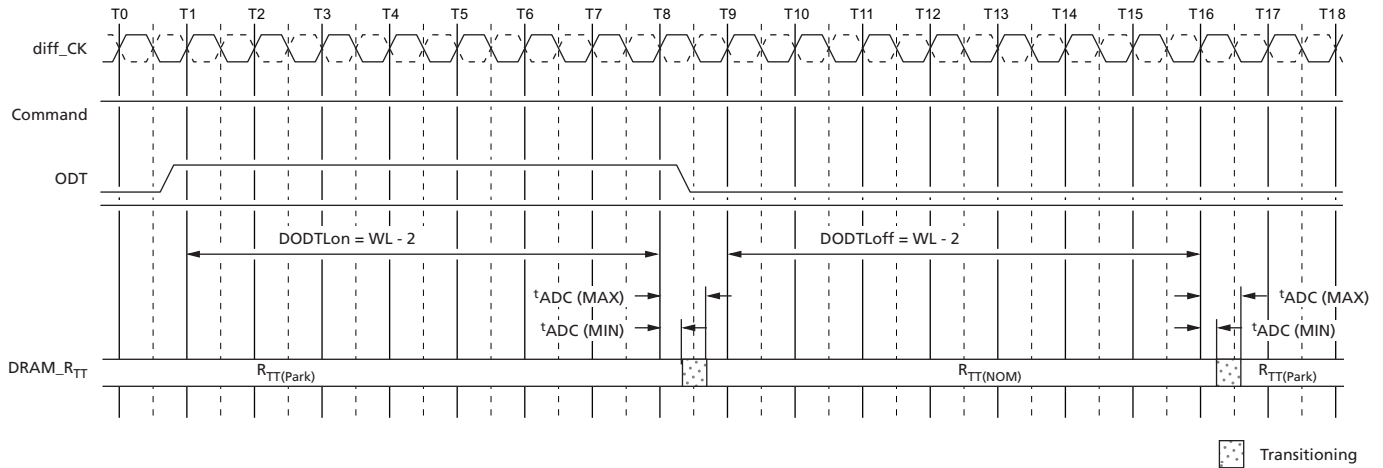 T0 T1 T2 T3 T4 T5 T6 T7 T8 T9 T10 T11 T12 T13 T14 T15 T16 T17 T18
diff_CK
Command
ODT
DODTLon = WL - 2
DODTLoff = WL - 2
tADC (MAX)
tADC (MAX)
tADC (MIN)
tADC (MIN)
DRAM_RTT
RTT(Park)
RTT(NOM)
RTT(Park)
Transitioning